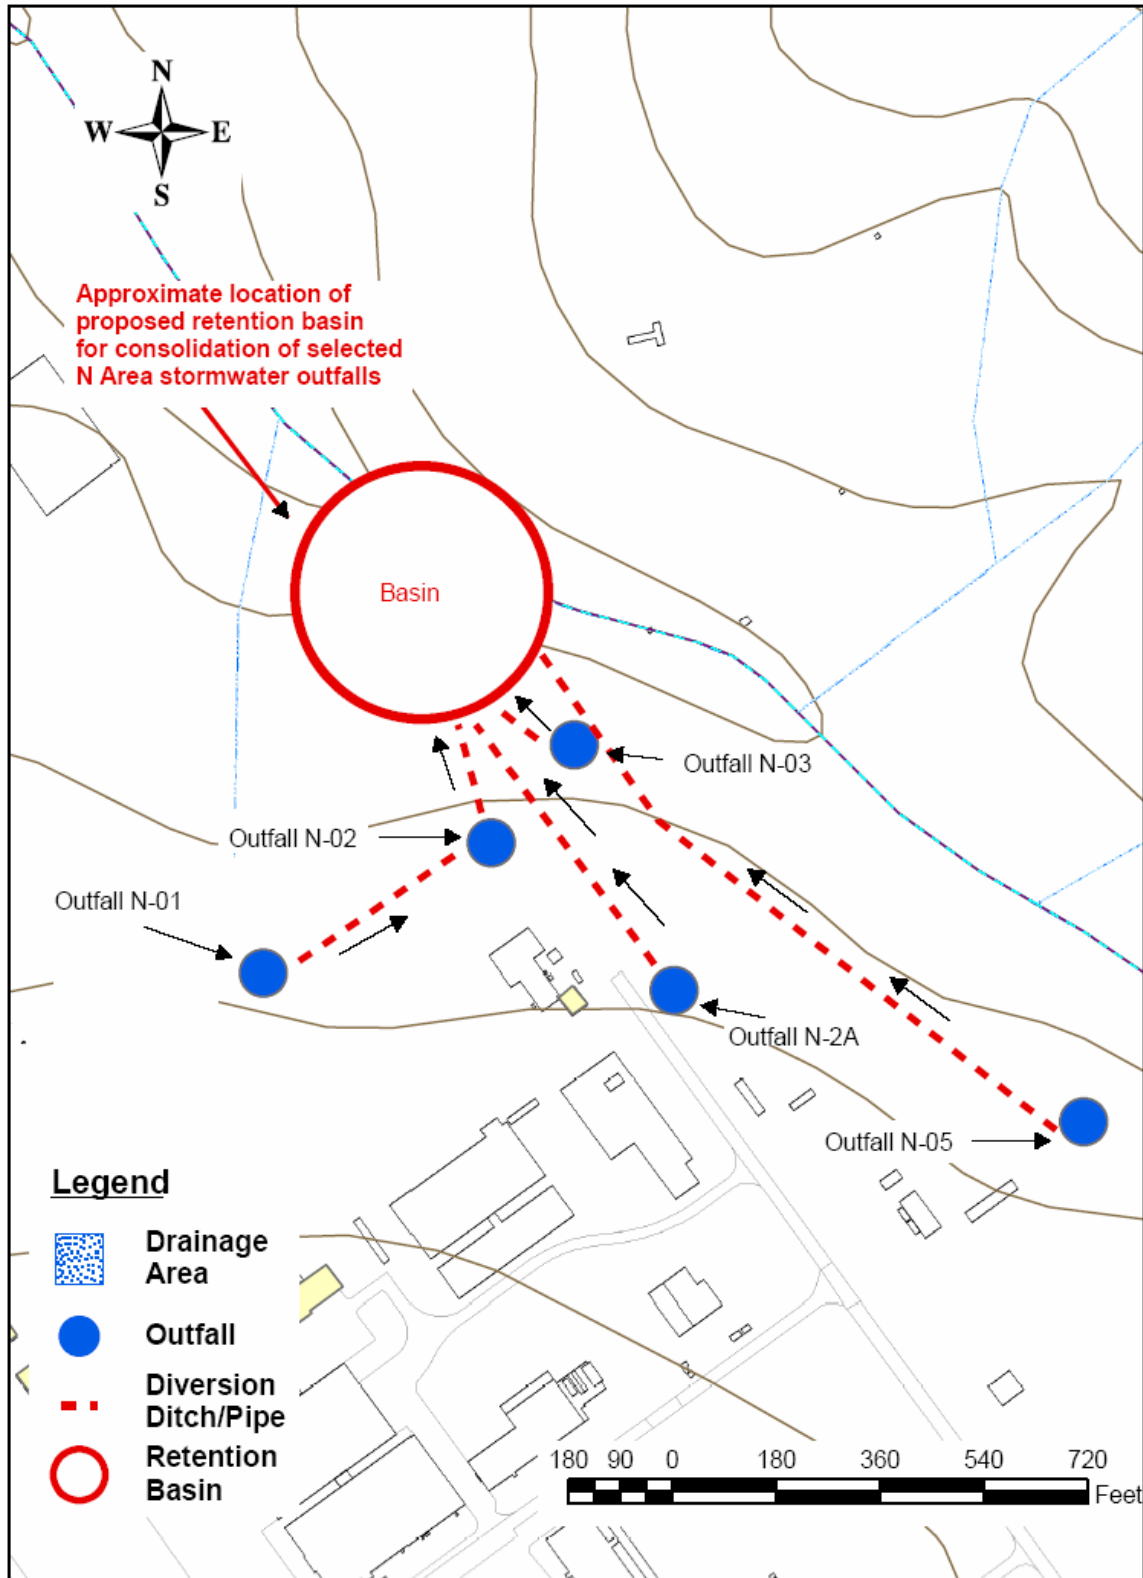 N
W E
S
Approximate location of
proposed retention basin
for consolidation of selected
N Area stormwater outfalls
Basin
Outfall N-03
Outfall N-02
Outfall N-01
Outfall N-2A
Outfall N-05
Legend
Drainage
Area
Outfall
Diversion
Ditch/Pipe
Retention
Basin
180 90 0 180 360 540 720
Feet